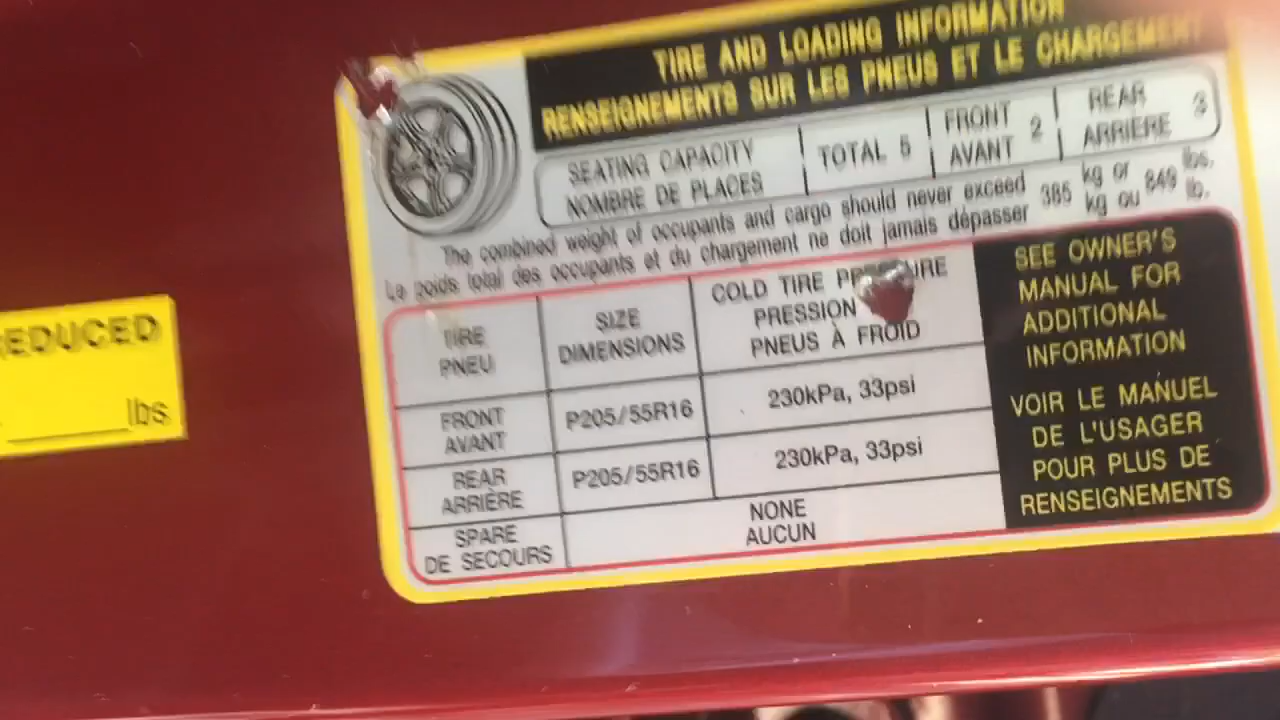 TIRE AND LOADING INFORMATION
RENSEIGNEMENTS SUR LES PNEUS ET LE CHARGEMENT
SEATING CAPACITY
NOMBRE DE PLACES
TOTAL 5
FRONT
AVANT
2
REAR
ARRIÈRE
3
The combined weight of occupants and cargo should never exceed 385 kg or 849 lbs.
Le poids total des occupants et du chargement ne doit jamais dépasser kg ou lb.
TIRE
PNEU
SIZE
DIMENSIONS
COLD TIRE
PRESSION
PNEUS À FROID
FRONT
AVANT
P205/55R16
230kPa, 33psi
REAR
ARRIÈRE
P205/55R16
230kPa, 33psi
SPARE
DE SECOURS
NONE
AUCUN
SEE OWNER'S
MANUAL FOR
ADDITIONAL
INFORMATION
VOIR LE MANUEL
DE L'USAGER
POUR PLUS DE
RENSEIGNEMENTS
EDUCED
lbs